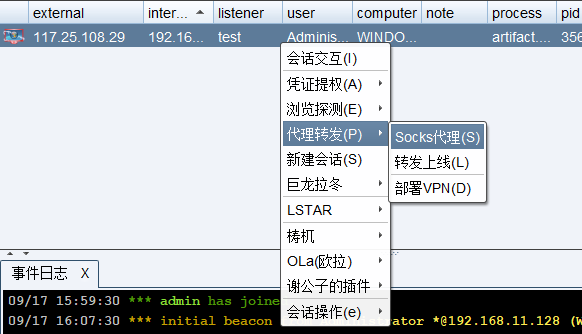 external inter... listener user computer note process pid
117.25.108.29 192.16... test Adminis... WINDO... artifact.... 356
会话交互(I)
凭证提权(A)
浏览探测(E)
代理转发(P) Socks代理(S)
新建会话(S) 转发上线(L)
巨龙拉冬 部署VPN(D)
LSTAR
梼杌
OLa(欧拉)
谢公子的插件
会话操作(e)
事件日志 X
09/17 15:59:30 *** admin has joine
09/17 16:07:30 *** initial beacon ator *@192.168.11.128 (W